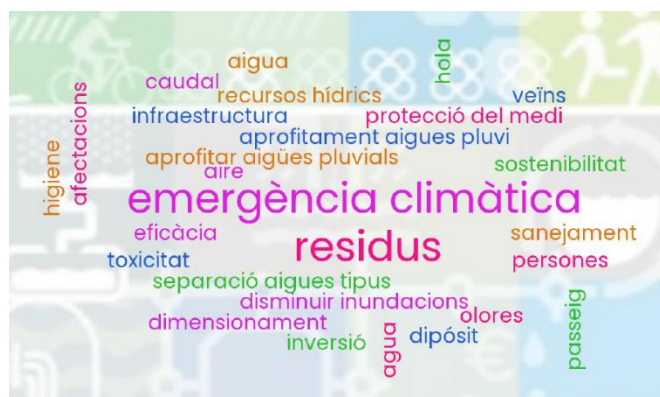 aigua
hola
caudal
recursos hídrics
veïns
afectacions
infraestructura
protecció del medi
aprofitament aigues pluvi
higiene
aprofitar aigües pluvials
aire
sostenibilitat
emergència climàtica
eficàcia
residus
sanejament
toxicitat
persones
separació aigues tipus
disminuir inundacions
passeig
dimensionament
olores
inversió
agua
dipósit